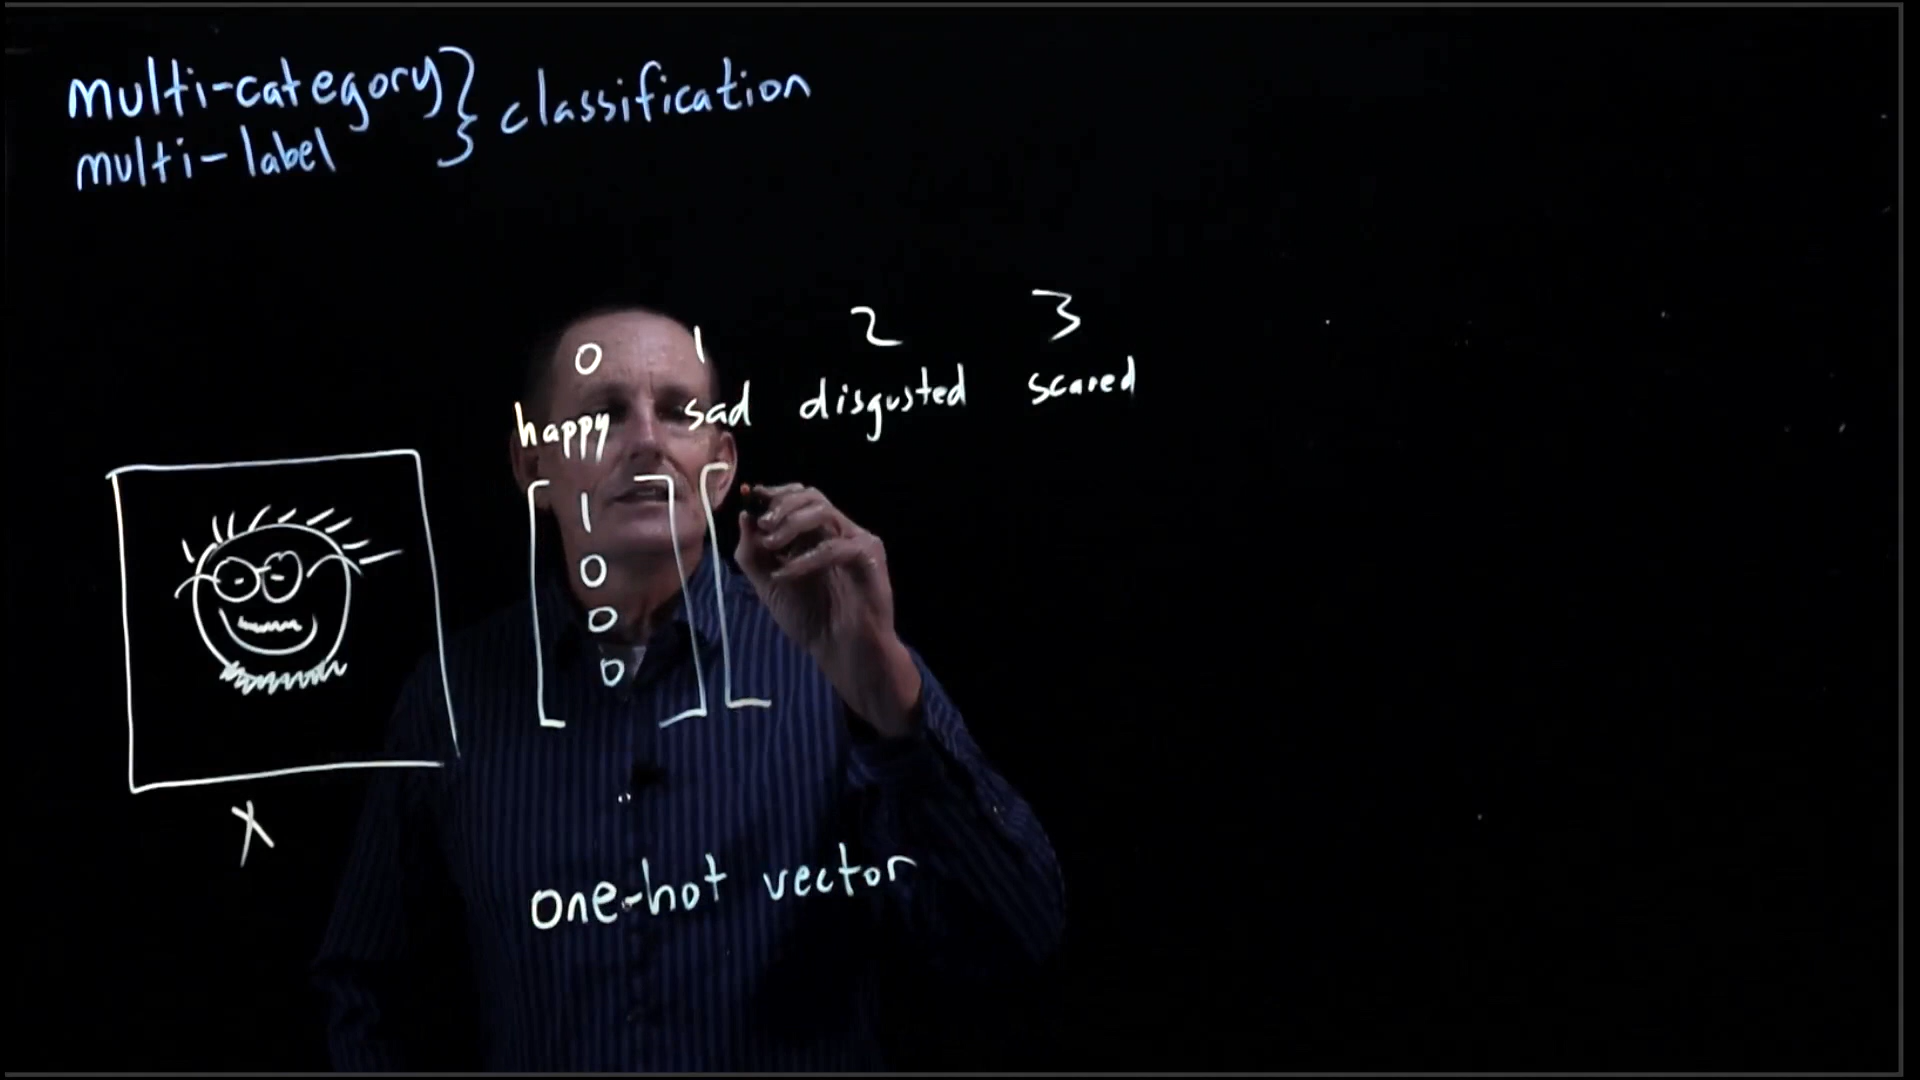 multi-category } classification
multi-label
0 1 2 3
happy sad disgusted scared
1
0
0
0
X
one-hot vector